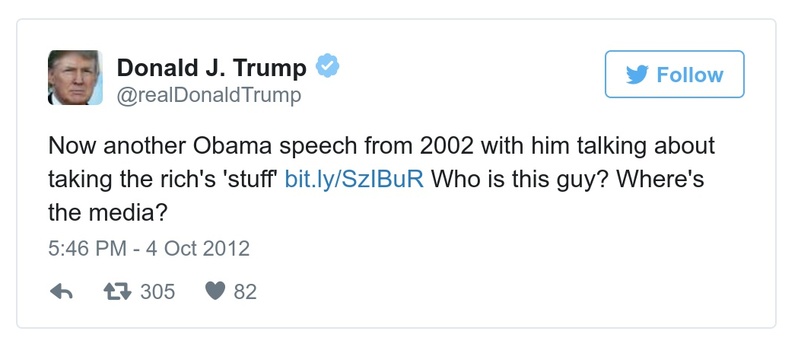 Donald J. Trump
@realDonaldTrump
Follow
Now another Obama speech from 2002 with him talking about
taking the rich's 'stuff' bit.ly/SzIBuR Who is this guy? Where's
the media?
5:46 PM - 4 Oct 2012
305 82